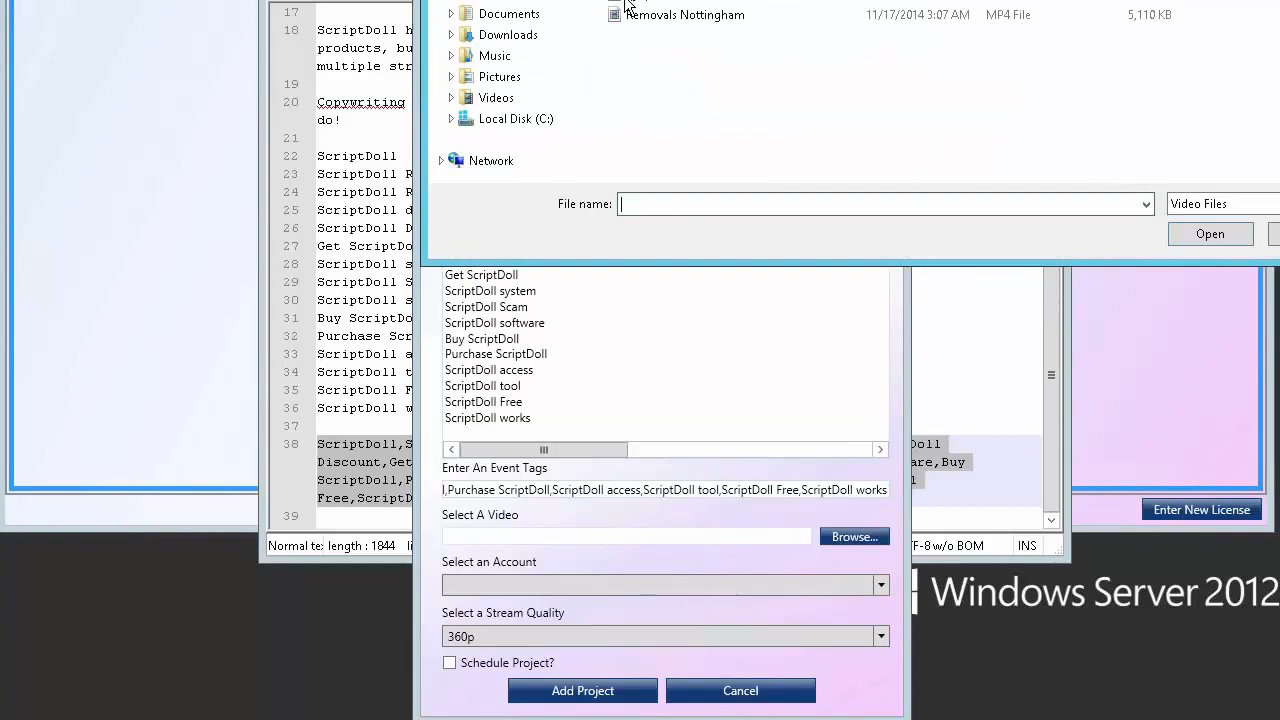 17
18 ScriptDoll h
products, bu
multiple str
19
20 Copywriting
do!
21
22 ScriptDoll
23 ScriptDoll R
24 ScriptDoll R
25 ScriptDoll d
26 ScriptDoll D
27 Get ScriptDo
28 ScriptDoll s
29 ScriptDoll S
30 ScriptDoll s
31 Buy ScriptDo
32 Purchase Scr
33 ScriptDoll a
34 ScriptDoll t
35 ScriptDoll F
36 ScriptDoll w
37
38 ScriptDoll,S
Discount,Get
ScriptDoll,P
Free,ScriptD
39
Doll
are,Buy
l
Normal te: length : 1844 li
F-8 w/o BOM INS
Documents
Downloads
Music
Pictures
Videos
Local Disk (C:)
Network
Removals Nottingham 11/17/2014 3:07 AM MP4 File 5,110 KB
File name:
Video Files
Open
Get ScriptDoll
ScriptDoll system
ScriptDoll Scam
ScriptDoll software
Buy ScriptDoll
Purchase ScriptDoll
ScriptDoll access
ScriptDoll tool
ScriptDoll Free
ScriptDoll works
Enter An Event Tags
l,Purchase ScriptDoll,ScriptDoll access,ScriptDoll tool,ScriptDoll Free,ScriptDoll works
Select A Video
Browse...
Select an Account
Select a Stream Quality
360p
Schedule Project?
Add Project Cancel
Enter New License
Windows Server 2012